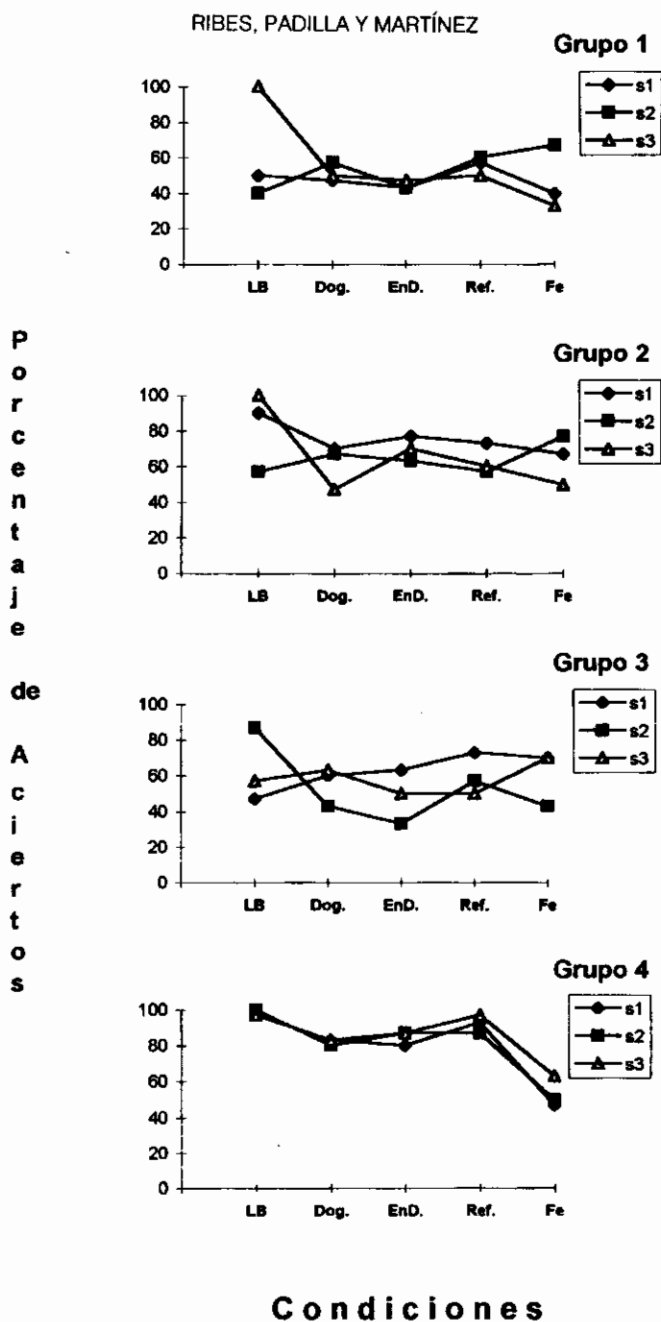 RIBES, PADILLA Y MARTÍNEZ
Grupo 1
s1
s2
s3
100
80
60
40
20
0
LB Dog. EnD. Ref. Fe
Porcentaje de Aciertos
Grupo 2
s1
s2
s3
100
80
60
40
20
0
LB Dog. EnD. Ref. Fe
Grupo 3
s1
s2
s3
100
80
60
40
20
0
LB Dog. EnD. Ref. Fe
Grupo 4
s1
s2
s3
100
80
60
40
20
0
LB Dog. EnD. Ref. Fe
Condiciones